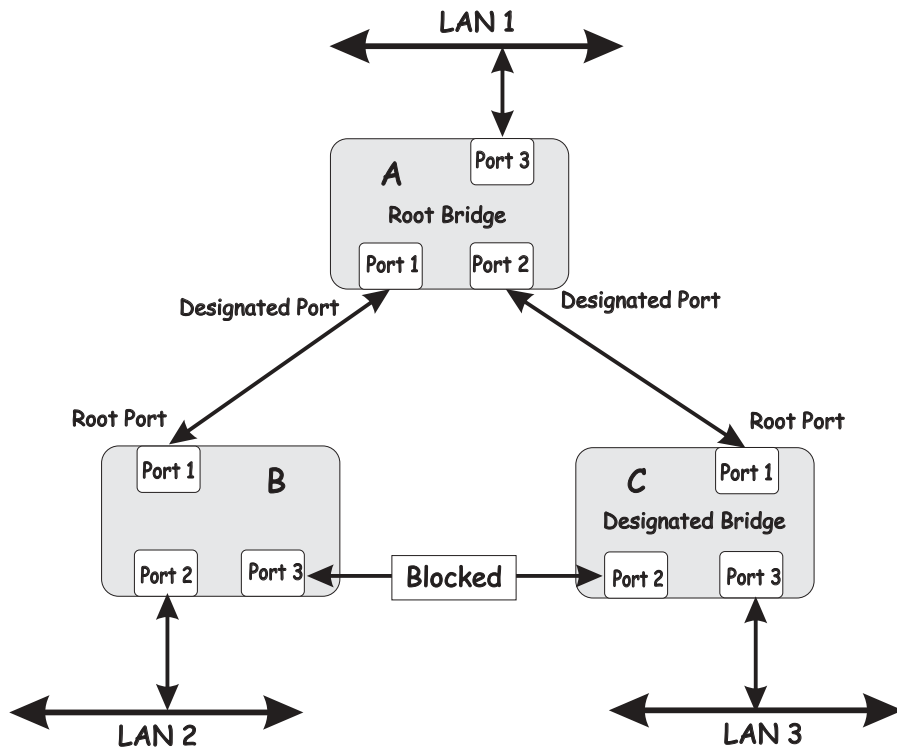 LAN 1
Port 3
A
Root Bridge
Port 1
Port 2
Designated Port
Designated Port
Root Port
Root Port
Port 1
B
Port 1
C
Designated Bridge
Port 2
Port 3
Blocked
Port 2
Port 3
LAN 2
LAN 3